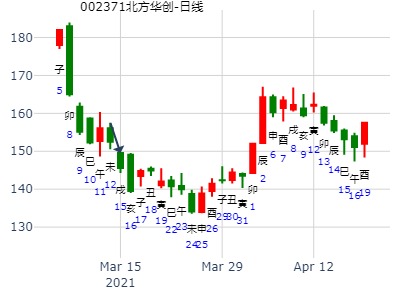 002371北方华创-日线
180
170
160
150
140
130
子
5
卯
8
辰
9
巳
10
午
11
未
12
戌
15
亥
16
子
17
丑
18
寅
19
巳
22
午
23
未
24
申
25
酉
26
子
29
丑
30
寅
31
卯
1
辰
2
申
6
酉
7
戌
8
亥
9
寅
12
卯
13
辰
14
巳
15
午
16
酉
19
Mar 15
2021
Mar 29
Apr 12